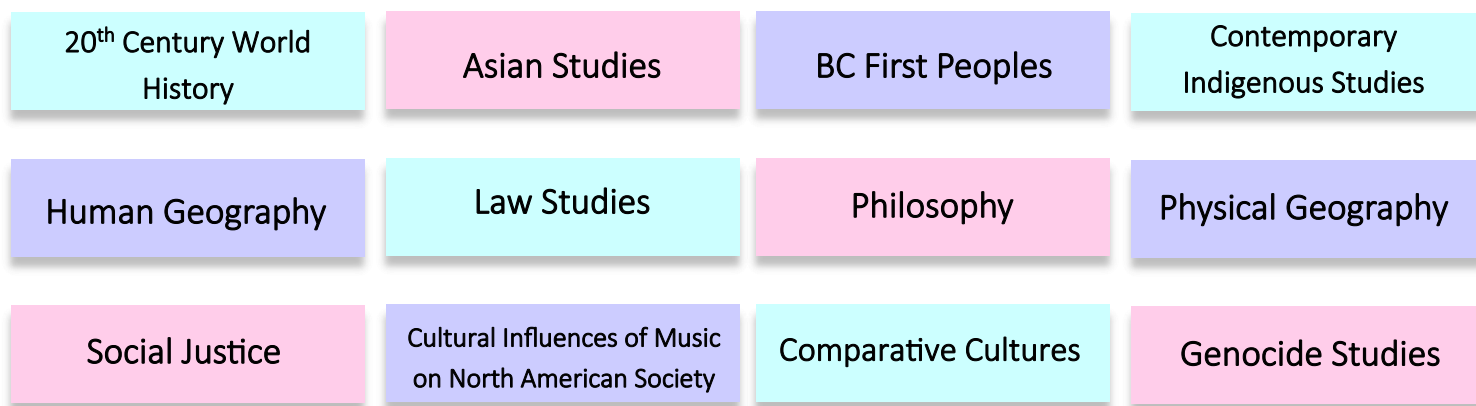 20th Century World
History
Asian Studies
BC First Peoples
Contemporary
Indigenous Studies
Human Geography
Law Studies
Philosophy
Physical Geography
Social Justice
Cultural Influences of Music
on North American Society
Comparative Cultures
Genocide Studies